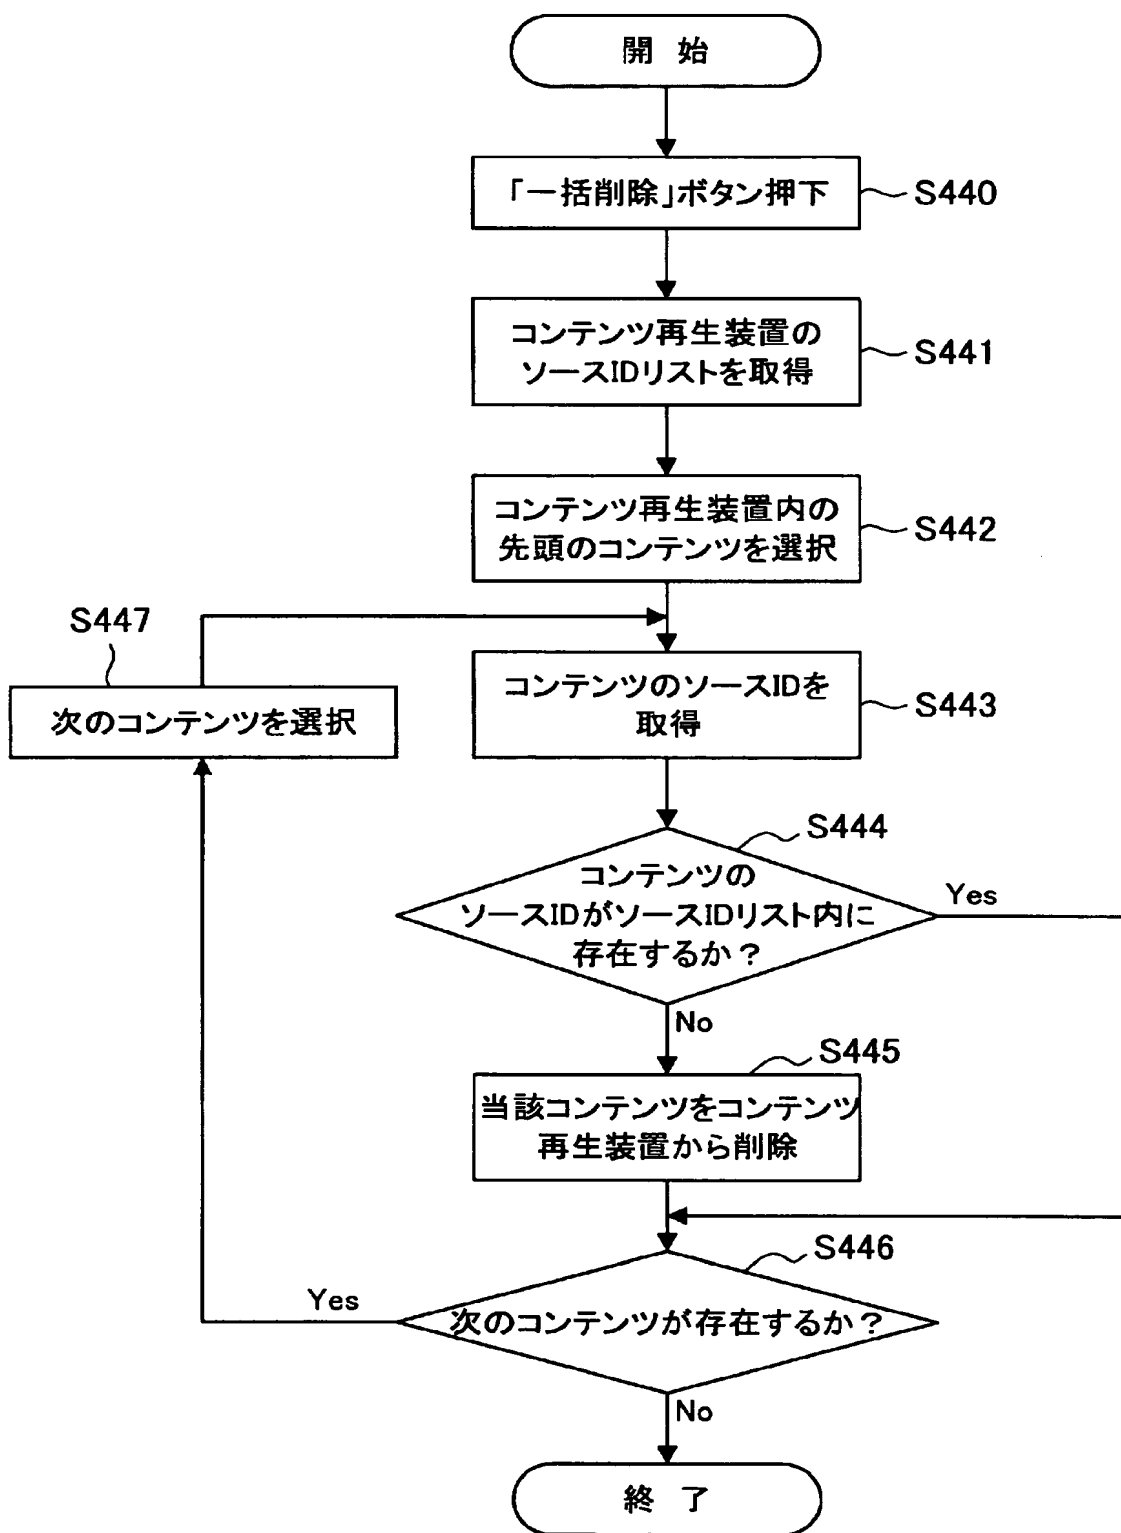 開 始
「一括削除」ボタン押下
S440
コンテンツ再生装置の
ソースIDリストを取得
S441
コンテンツ再生装置内の
先頭のコンテンツを選択
S442
S447
次のコンテンツを選択
コンテンツのソースIDを
取得
S443
S444
コンテンツの
ソースIDがソースIDリスト内に
存在するか？
Yes
No
S445
当該コンテンツをコンテンツ
再生装置から削除
S446
次のコンテンツが存在するか？
Yes
No
終 了